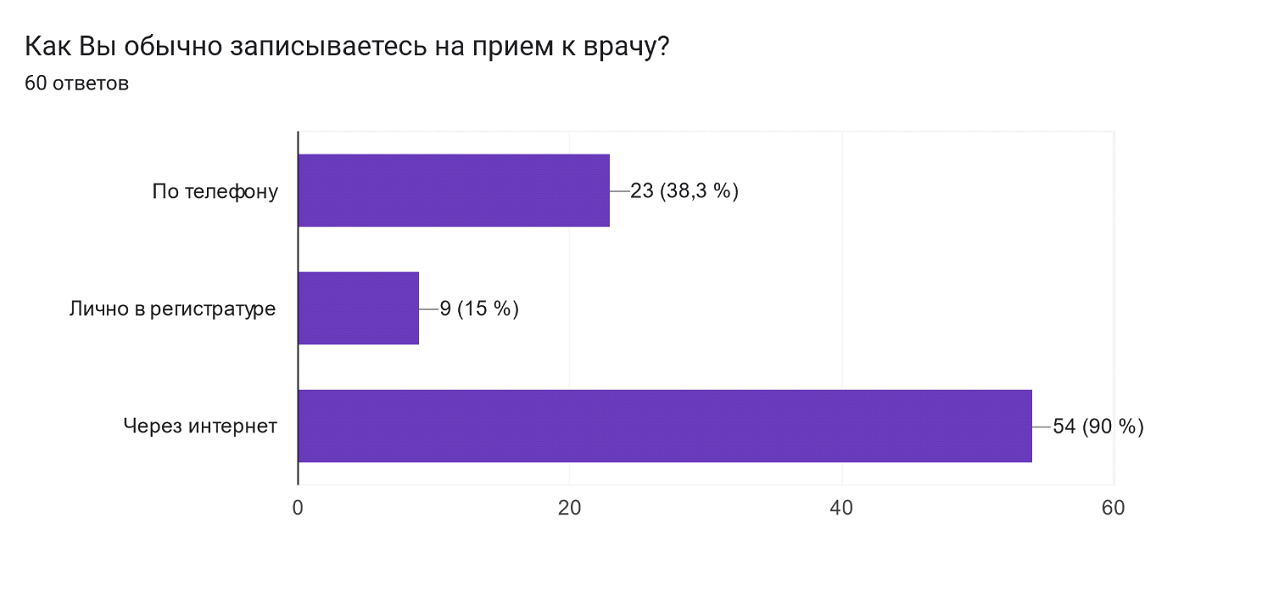 Как Вы обычно записываетесь на прием к врачу?
60 ответов
По телефону
23 (38,3 %)
Лично в регистратуре
9 (15 %)
Через интернет
54 (90 %)
0
20
40
60